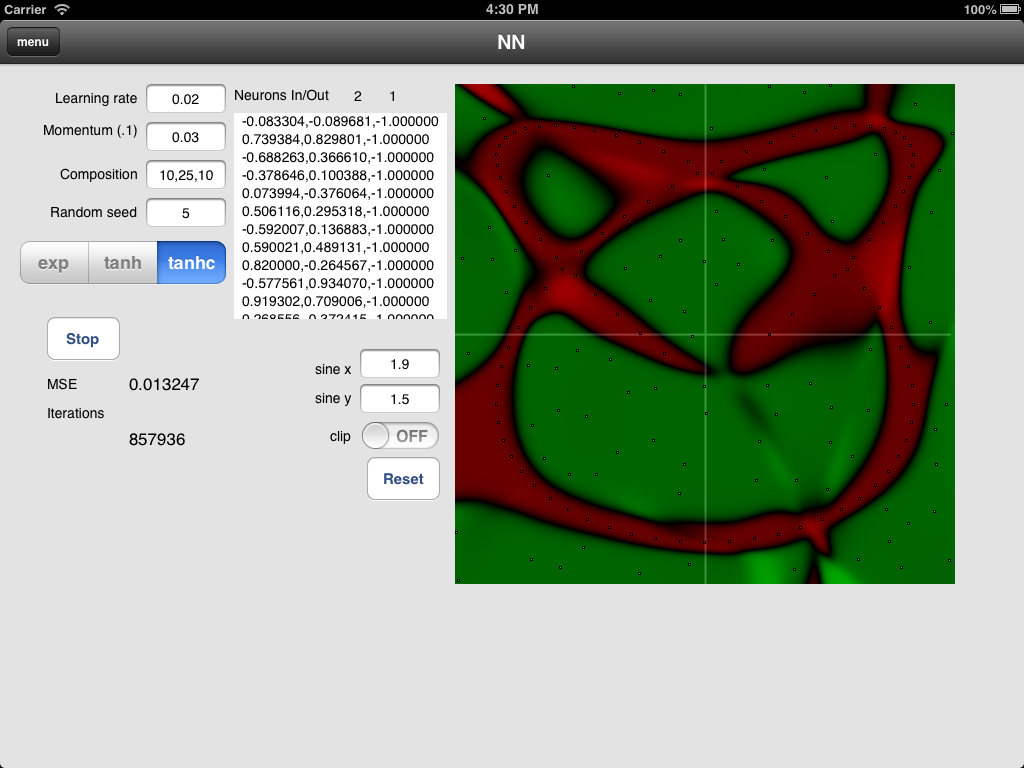 Carrier 4:30 PM 100%
menu NN
Learning rate 0.02
Momentum (.1) 0.03
Composition 10,25,10
Random seed 5
exp tanh tanhc
Stop
MSE 0.013247
Iterations
857936
Neurons In/Out 2 1
-0.083304,-0.089681,-1.000000
0.739384,0.829801,-1.000000
-0.688263,0.366610,-1.000000
-0.378646,0.100388,-1.000000
0.073994,-0.376064,-1.000000
0.506116,0.295318,-1.000000
-0.592007,0.136883,-1.000000
0.590021,0.489131,-1.000000
0.820000,-0.264567,-1.000000
-0.577561,0.934070,-1.000000
0.919302,0.709006,-1.000000
sine x 1.9
sine y 1.5
clip OFF
Reset